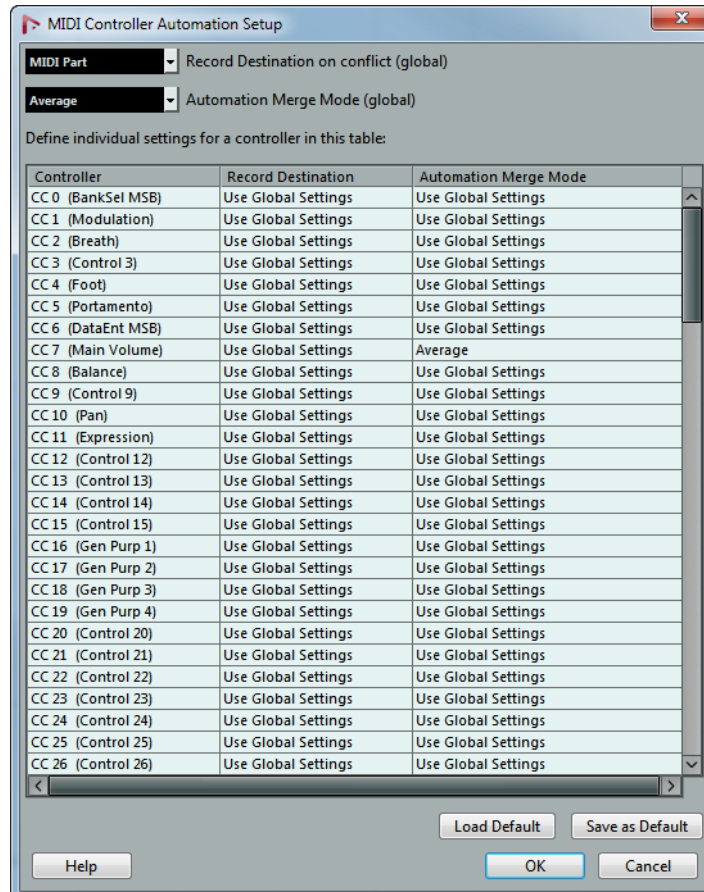 MIDI Controller Automation Setup
MIDI Part Record Destination on conflict (global)
Average Automation Merge Mode (global)
Define individual settings for a controller in this table:
Controller Record Destination Automation Merge Mode
CC 0 (BankSel MSB) Use Global Settings Use Global Settings
CC 1 (Modulation) Use Global Settings Use Global Settings
CC 2 (Breath) Use Global Settings Use Global Settings
CC 3 (Control 3) Use Global Settings Use Global Settings
CC 4 (Foot) Use Global Settings Use Global Settings
CC 5 (Portamento) Use Global Settings Use Global Settings
CC 6 (DataEnt MSB) Use Global Settings Use Global Settings
CC 7 (Main Volume) Use Global Settings Average
CC 8 (Balance) Use Global Settings Use Global Settings
CC 9 (Control 9) Use Global Settings Use Global Settings
CC 10 (Pan) Use Global Settings Use Global Settings
CC 11 (Expression) Use Global Settings Use Global Settings
CC 12 (Control 12) Use Global Settings Use Global Settings
CC 13 (Control 13) Use Global Settings Use Global Settings
CC 14 (Control 14) Use Global Settings Use Global Settings
CC 15 (Control 15) Use Global Settings Use Global Settings
CC 16 (Gen Purp 1) Use Global Settings Use Global Settings
CC 17 (Gen Purp 2) Use Global Settings Use Global Settings
CC 18 (Gen Purp 3) Use Global Settings Use Global Settings
CC 19 (Gen Purp 4) Use Global Settings Use Global Settings
CC 20 (Control 20) Use Global Settings Use Global Settings
CC 21 (Control 21) Use Global Settings Use Global Settings
CC 22 (Control 22) Use Global Settings Use Global Settings
CC 23 (Control 23) Use Global Settings Use Global Settings
CC 24 (Control 24) Use Global Settings Use Global Settings
CC 25 (Control 25) Use Global Settings Use Global Settings
CC 26 (Control 26) Use Global Settings Use Global Settings
Load Default Save as Default
Help OK Cancel